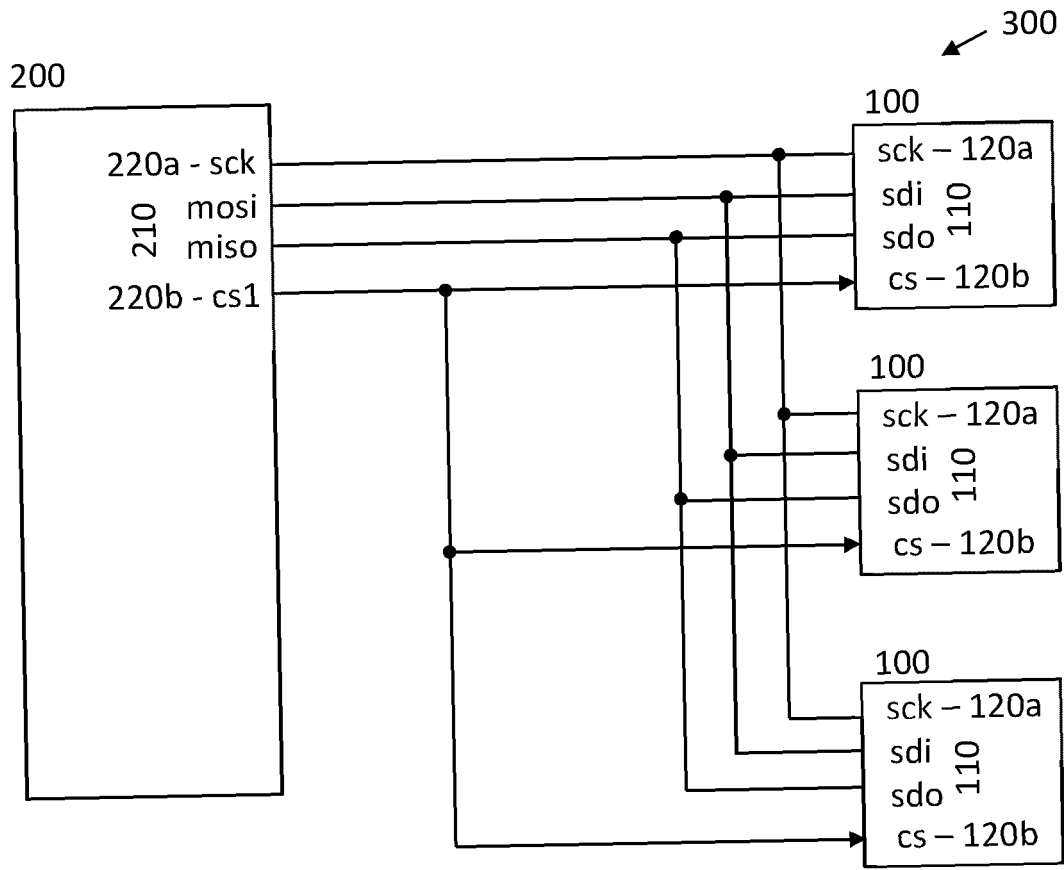 300
200
220a - sck
mosi
miso
210
220b - cs1
100
sck – 120a
sdi
sdo
110
cs – 120b
100
sck – 120a
sdi
sdo
110
cs – 120b
100
sck – 120a
sdi
sdo
110
cs – 120b